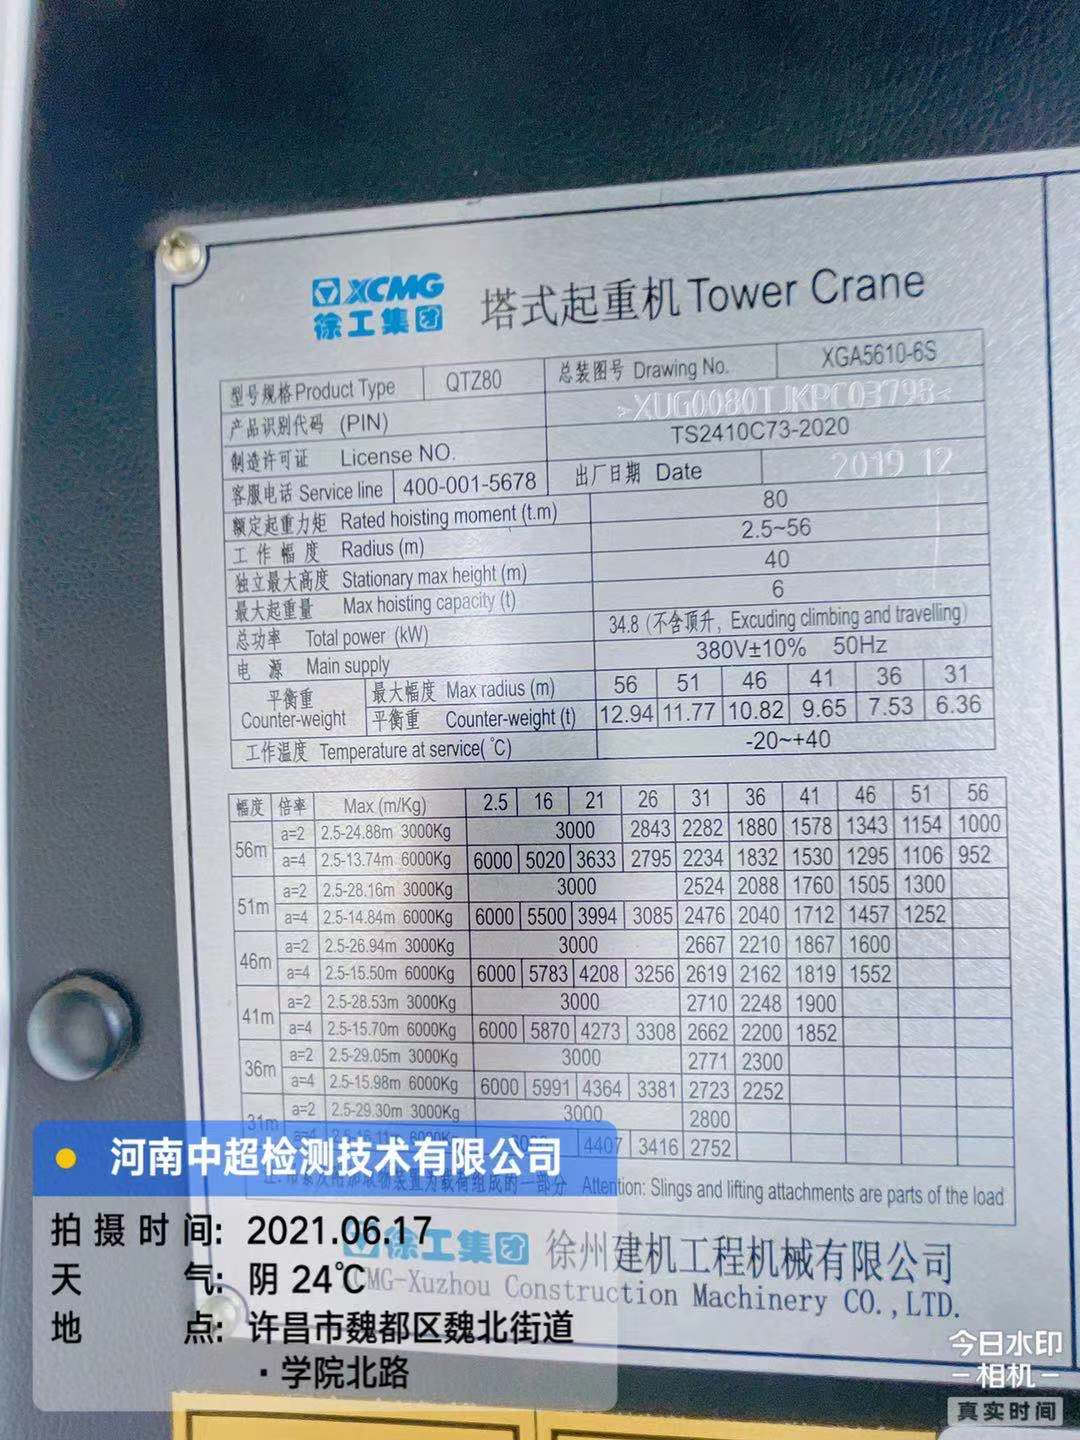 XCMG
徐工集团
塔式起重机 Tower Crane
型号规格 Product Type QTZ80 总装图号 Drawing No. XGA5610-6S
产品识别代码 (PIN) >XUG0080TJKPC03798<
制造许可证 License NO. TS2410C73-2020
客服电话 Service line 400-001-5678 出厂日期 Date 2019 12
额定起重力矩 Rated hoisting moment (t.m) 80
工作幅度 Radius (m) 2.5~56
独立最大高度 Stationary max height (m) 40
最大起重量 Max hoisting capacity (t) 6
总功率 Total power (kW) 34.8 (不含顶升, Excuding climbing and travelling)
电源 Main supply 380V±10% 50Hz
平衡重 Counter-weight 最大幅度 Max radius (m) 56 51 46 41 36 31
平衡重 Counter-weight (t) 12.94 11.77 10.82 9.65 7.53 6.36
工作温度 Temperature at service(℃) -20~+40
幅度 倍率 Max (m/Kg) 2.5 16 21 26 31 36 41 46 51 56
56m a=2 2.5-24.88m 3000Kg 3000 2843 2282 1880 1578 1343 1154 1000
a=4 2.5-13.74m 6000Kg 6000 5020 3633 2795 2234 1832 1530 1295 1106 952
51m a=2 2.5-28.16m 3000Kg 3000 2524 2088 1760 1505 1300
a=4 2.5-14.84m 6000Kg 6000 5500 3994 3085 2476 2040 1712 1457 1252
46m a=2 2.5-26.94m 3000Kg 3000 2667 2210 1867 1600
a=4 2.5-15.50m 6000Kg 6000 5783 4208 3256 2619 2162 1819 1552
41m a=2 2.5-28.53m 3000Kg 3000 2710 2248 1900
a=4 2.5-15.70m 6000Kg 6000 5870 4273 3308 2662 2200 1852
36m a=2 2.5-29.05m 3000Kg 3000 2771 2300
a=4 2.5-15.98m 6000Kg 6000 5991 4364 3381 2723 2252
31m a=2 2.5-29.30m 3000Kg 3000 2800
4407 3416 2752
取物装置为载荷组成的一部分 Attention: Slings and lifting attachments are parts of the load
徐工集团 徐州建机工程机械有限公司
XCMG-Xuzhou Construction Machinery CO.,LTD.
河南中超检测技术有限公司
拍摄时间: 2021.06.17
天气: 阴 24℃
地点: 许昌市魏都区魏北街道
·学院北路
今日水印
-相机-
真实时间